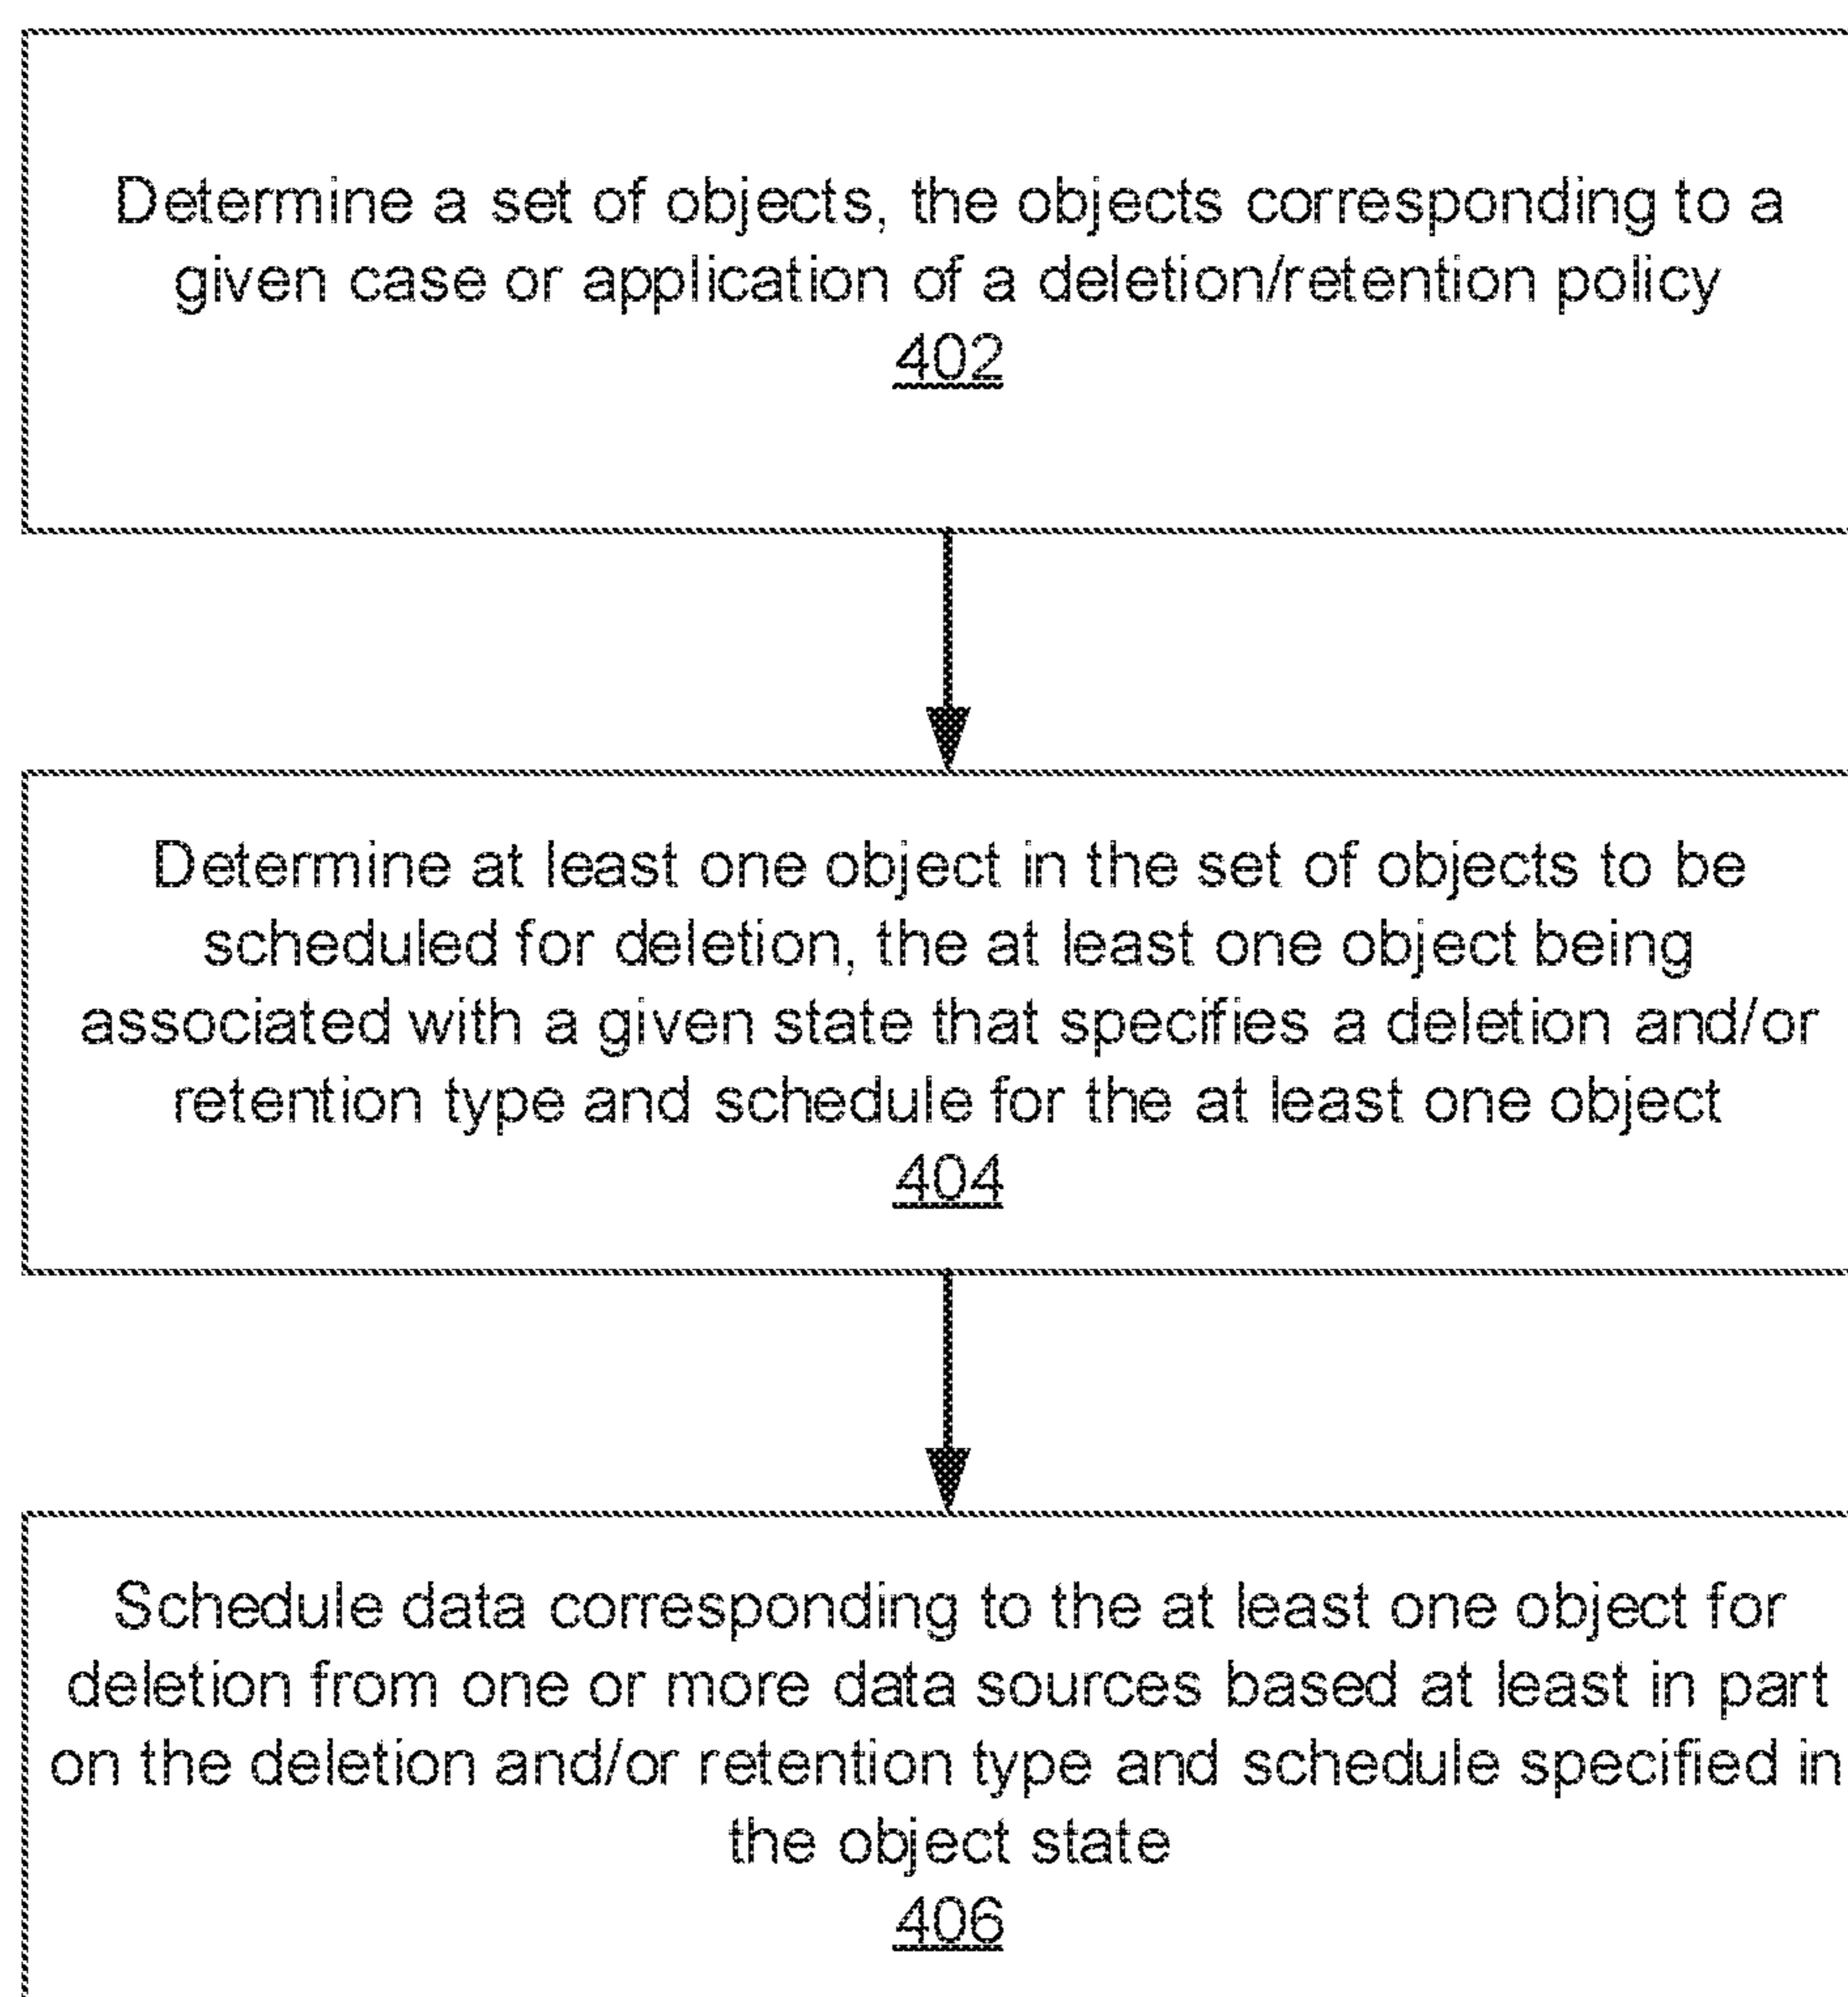 Determine a set of objects, the objects corresponding to a
given case or application of a deletion/retention policy
402
Determine at least one object in the set of objects to be
scheduled for deletion, the at least one object being
associated with a given state that specifies a deletion and/or
retention type and schedule for the at least one object
404
Schedule data corresponding to the at least one object for
deletion from one or more data sources based at least in part
on the deletion and/or retention type and schedule specified in
the object state
406